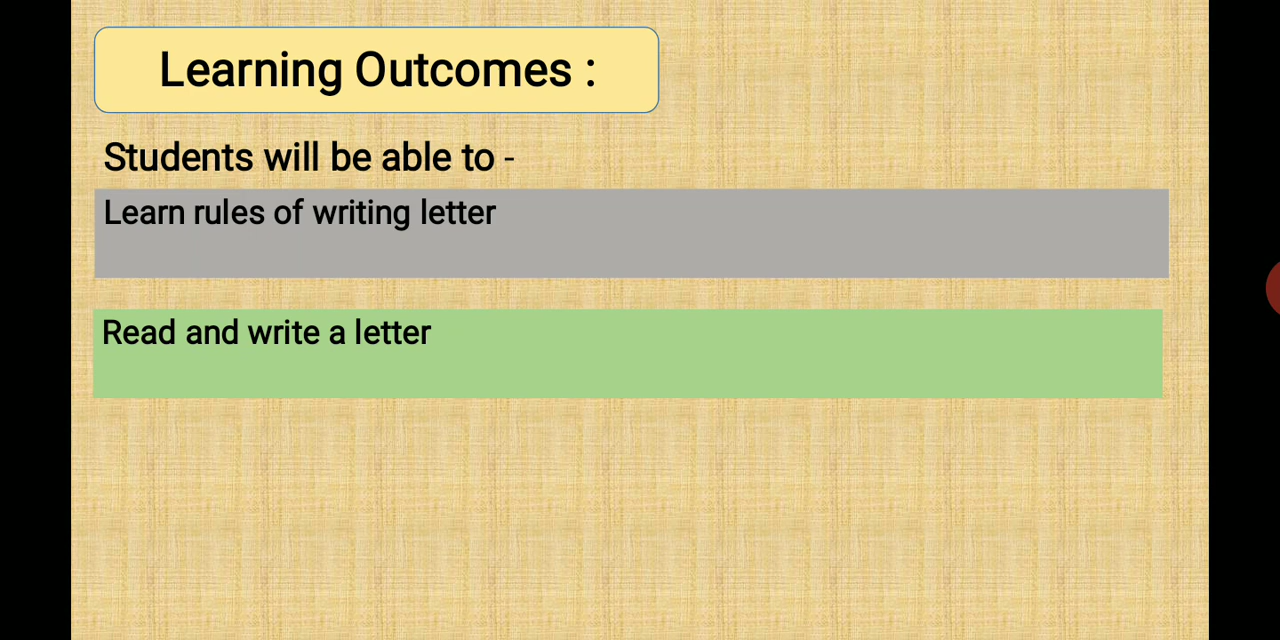 Learning Outcomes :
Students will be able to -
Learn rules of writing letter
Read and write a letter